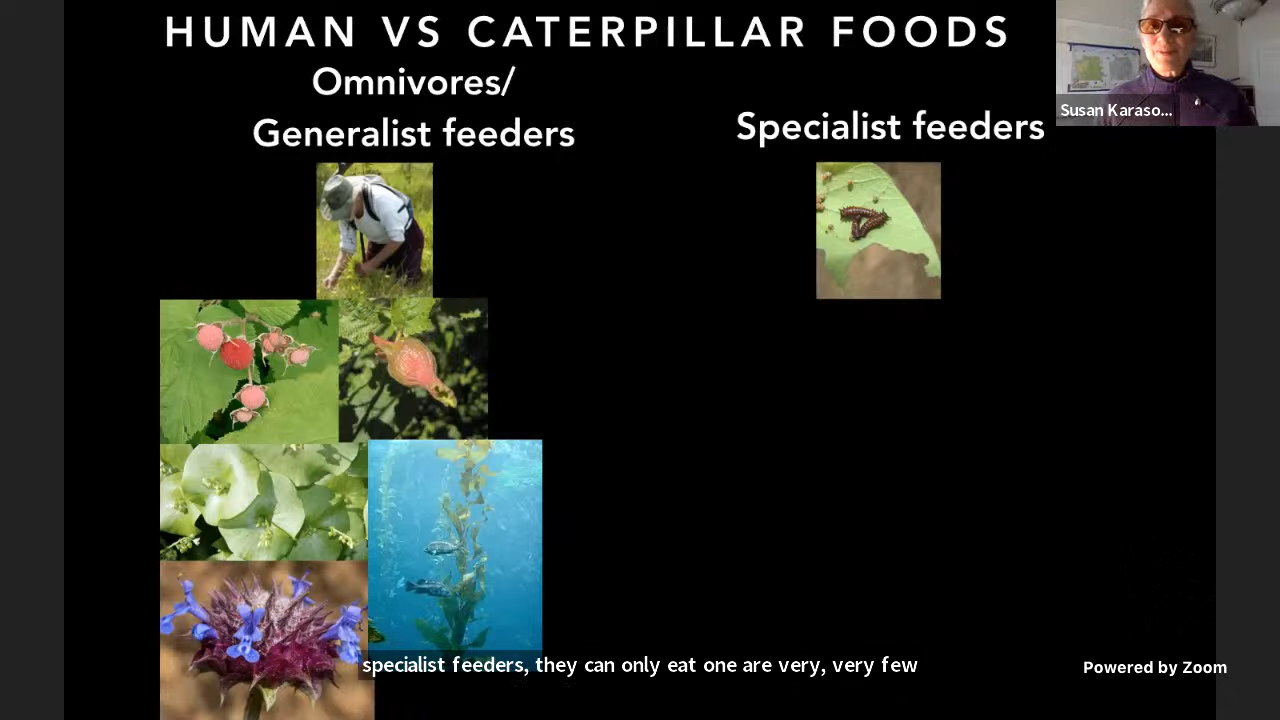 HUMAN VS CATERPILLAR FOODS
Omnivores/
Generalist feeders
Specialist feeders
Susan Karaso...
specialist feeders, they can only eat one are very, very few
Powered by Zoom